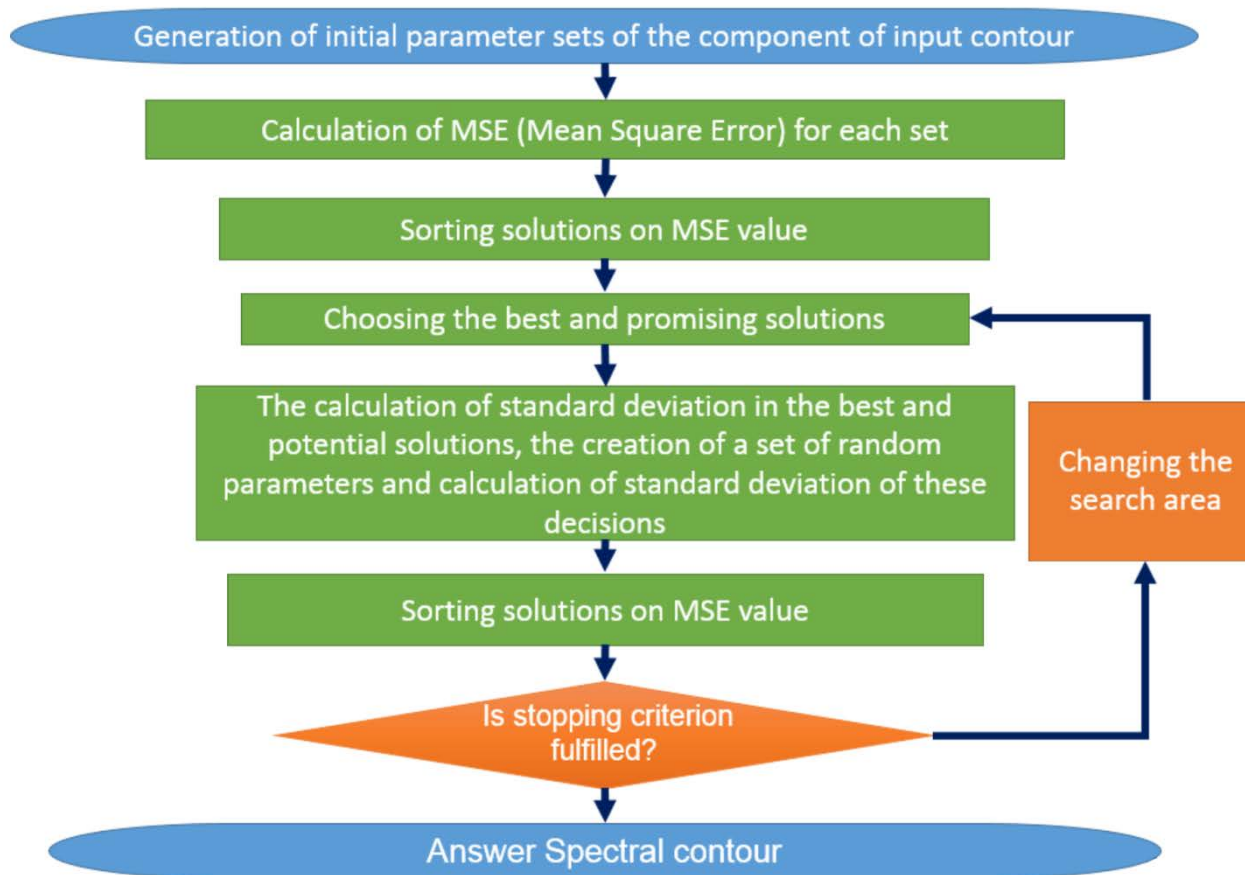 Generation of initial parameter sets of the component of input contour
Calculation of MSE (Mean Square Error) for each set
Sorting solutions on MSE value
Choosing the best and promising solutions
The calculation of standard deviation in the best and
potential solutions, the creation of a set of random
parameters and calculation of standard deviation of these
decisions
Changing the
search area
Sorting solutions on MSE value
Is stopping criterion
fulfilled?
Answer Spectral contour